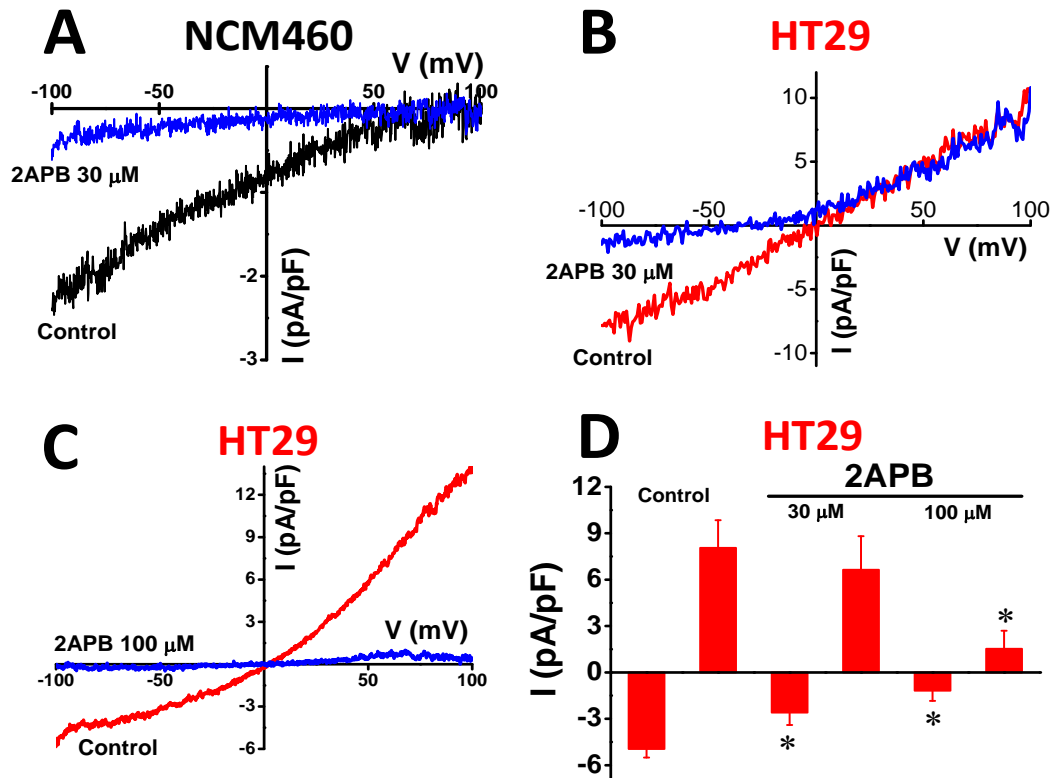 A
NCM460
V (mV)
-100
-50
50
100
2APB 30 μM
-2
Control
-3
I (pA/pF)
B
HT29
10
5
-100
-50
50
100
V (mV)
2APB 30 μM
-5
Control
-10
I (pA/pF)
C
HT29
I (pA/pF)
12
9
6
3
2APB 100 μM
V (mV)
-100
-50
50
100
-3
Control
-6
D
HT29
2APB
Control
30 μM
100 μM
12
9
6
3
0
-3
-6
I (pA/pF)
*
*
*